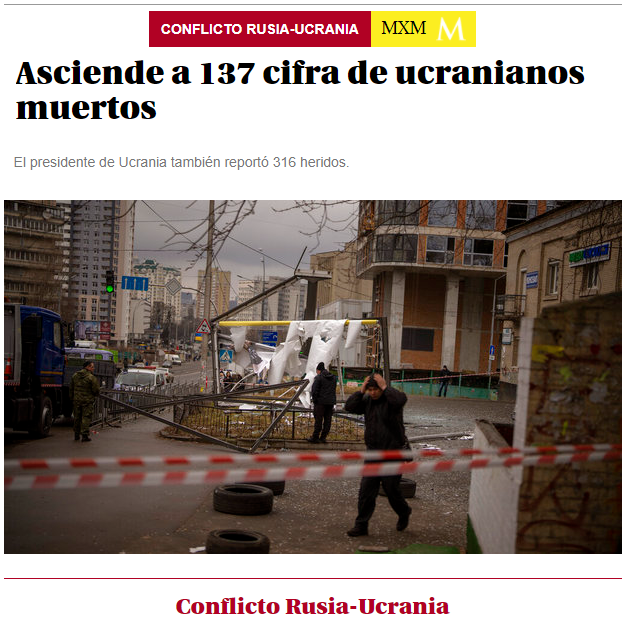 CONFLICTO RUSIA-UCRANIA
MXM M
Asciende a 137 cifra de ucranianos
muertos
El presidente de Ucrania también reportó 316 heridos.
Conflicto Rusia-Ucrania